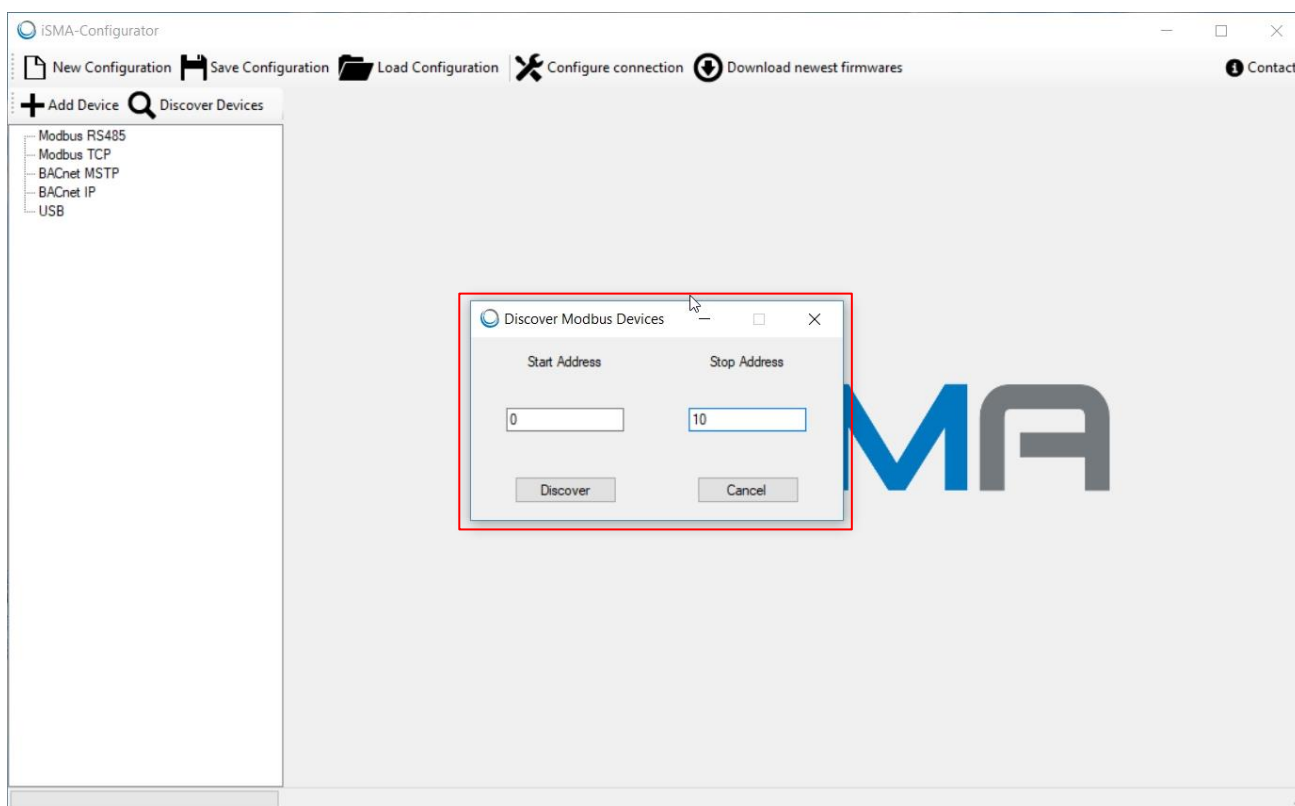 iSMA-Configurator
New Configuration Save Configuration Load Configuration Configure connection Download newest firmwares Contact
Add Device Discover Devices
Modbus RS485
Modbus TCP
BACnet MSTP
BACnet IP
USB
Discover Modbus Devices
Start Address Stop Address
0 10
Discover Cancel
MA